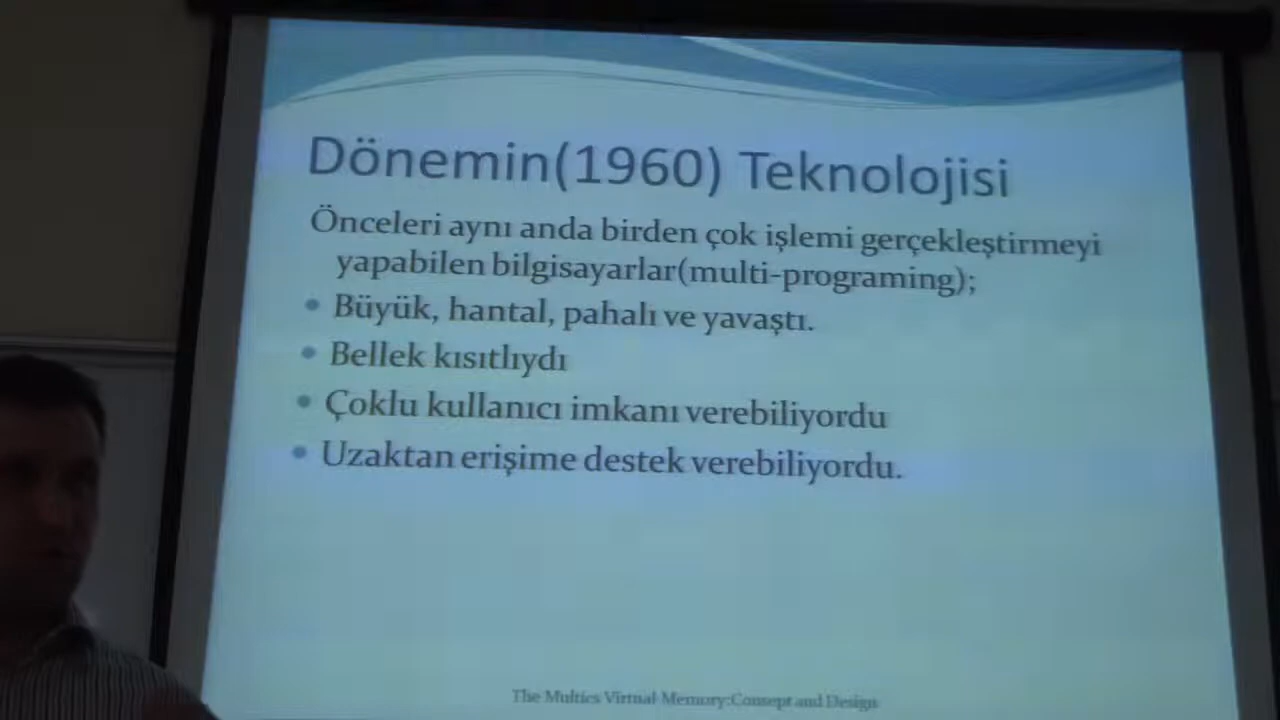 Dönemin(1960) Teknolojisi
Önceleri aynı anda birden çok işlemi gerçekleştirmeyi
yapabilen bilgisayarlar(multi-programing);
• Büyük, hantal, pahalı ve yavaştı.
• Bellek kısıtlıydı
• Çoklu kullanıcı imkanı verebiliyordu
• Uzaktan erişime destek verebiliyordu.
The Multics Virtual Memory:Consept and Design